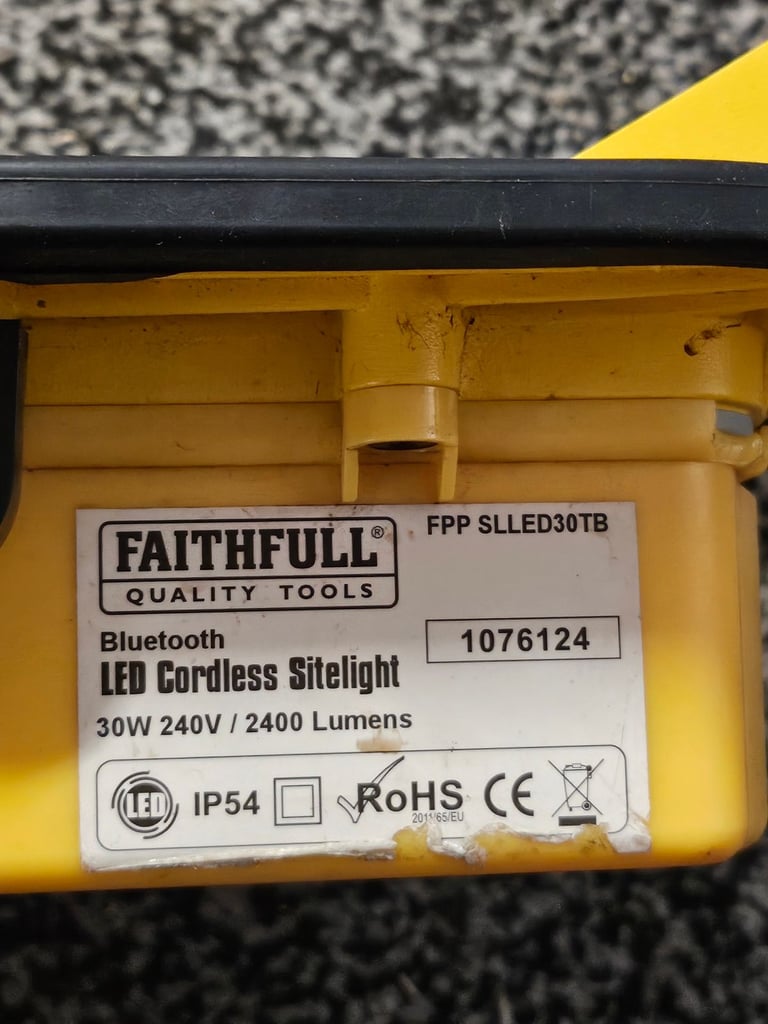 FAITHFULL®
QUALITY TOOLS
FPP SLLED30TB
Bluetooth
LED Cordless Sitelight
1076124
30W 240V / 2400 Lumens
LED IP54 RoHS CE
2011/65/EU